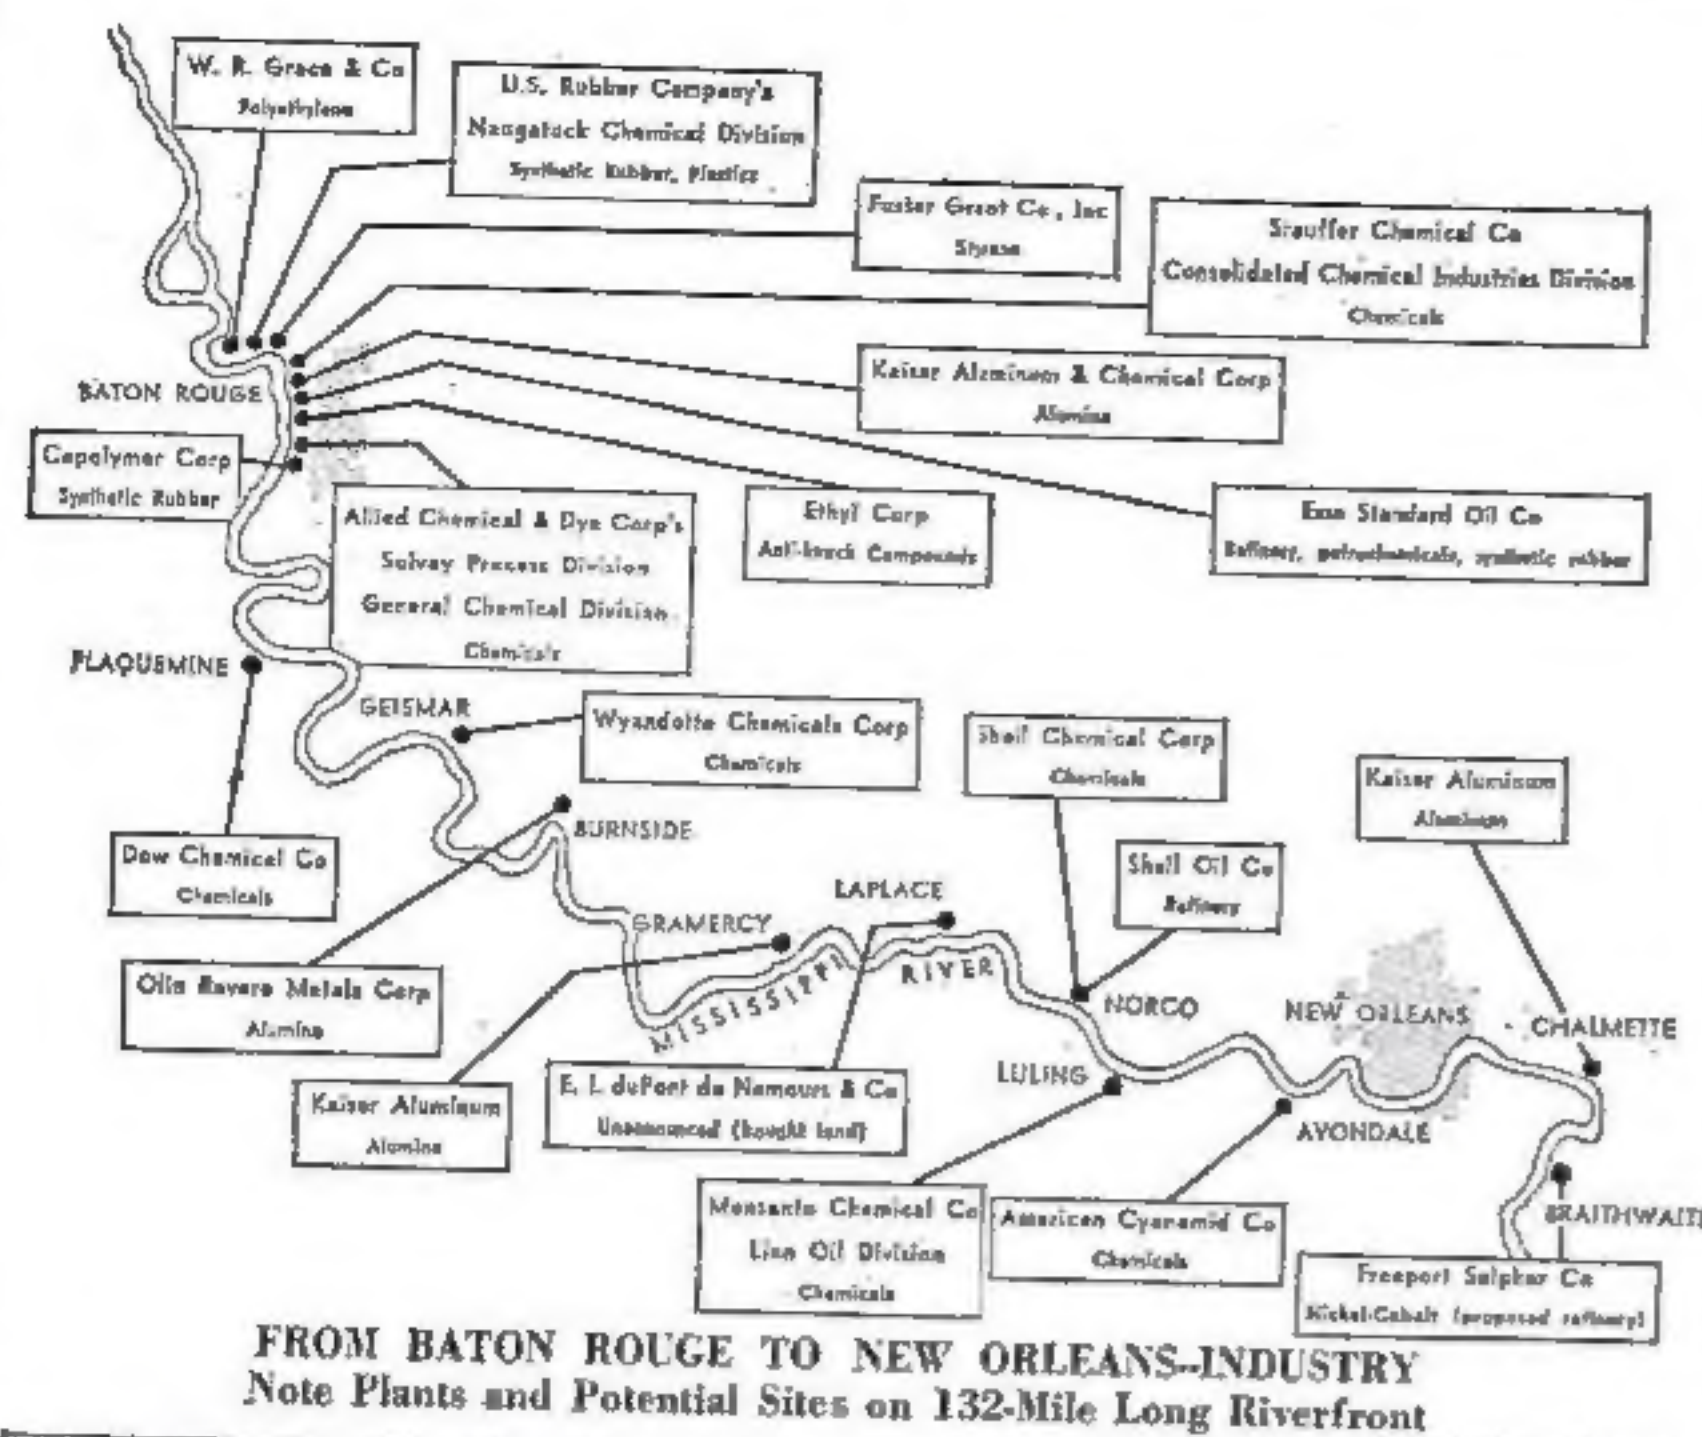 W. R. Grace & Co
Polyethylene
U.S. Rubber Company's
Naugatuck Chemical Division
Synthetic Rubber, Plastics
Foster Grant Co., Inc
Styrene
Stauffer Chemical Co
Consolidated Chemical Industries Division
Chemicals
Kaiser Aluminum & Chemical Corp
Alumina
BATON ROUGE
Copolymer Corp
Synthetic Rubber
Allied Chemical & Dye Corp's
Solvay Process Division
General Chemical Division
Chemicals
Ethyl Corp
Anti-knock Compounds
Esso Standard Oil Co
Refinery, petrochemicals, synthetic rubber
PLAQUEMINE
GEISMAR
Wyandotte Chemicals Corp
Chemicals
Shell Chemical Corp
Chemicals
Kaiser Aluminum
Aluminum
Dow Chemical Co
Chemicals
BURNSIDE
Shell Oil Co
Refinery
LAPLACE
GRAMERCY
MISSISSIPPI RIVER
Olin Revere Metals Corp
Alumina
NORCO
NEW ORLEANS
CHALMETTE
Kaiser Aluminum
Alumina
E. I. duPont de Nemours & Co
Unannounced (bought land)
LULING
AVONDALE
Monsanto Chemical Co
Lion Oil Division
Chemicals
American Cyanamid Co
Chemicals
BRAITHWAITE
Freeport Sulphur Co
Nickel-Cobalt (proposed refinery)
FROM BATON ROUGE TO NEW ORLEANS--INDUSTRY
Note Plants and Potential Sites on 132-Mile Long Riverfront